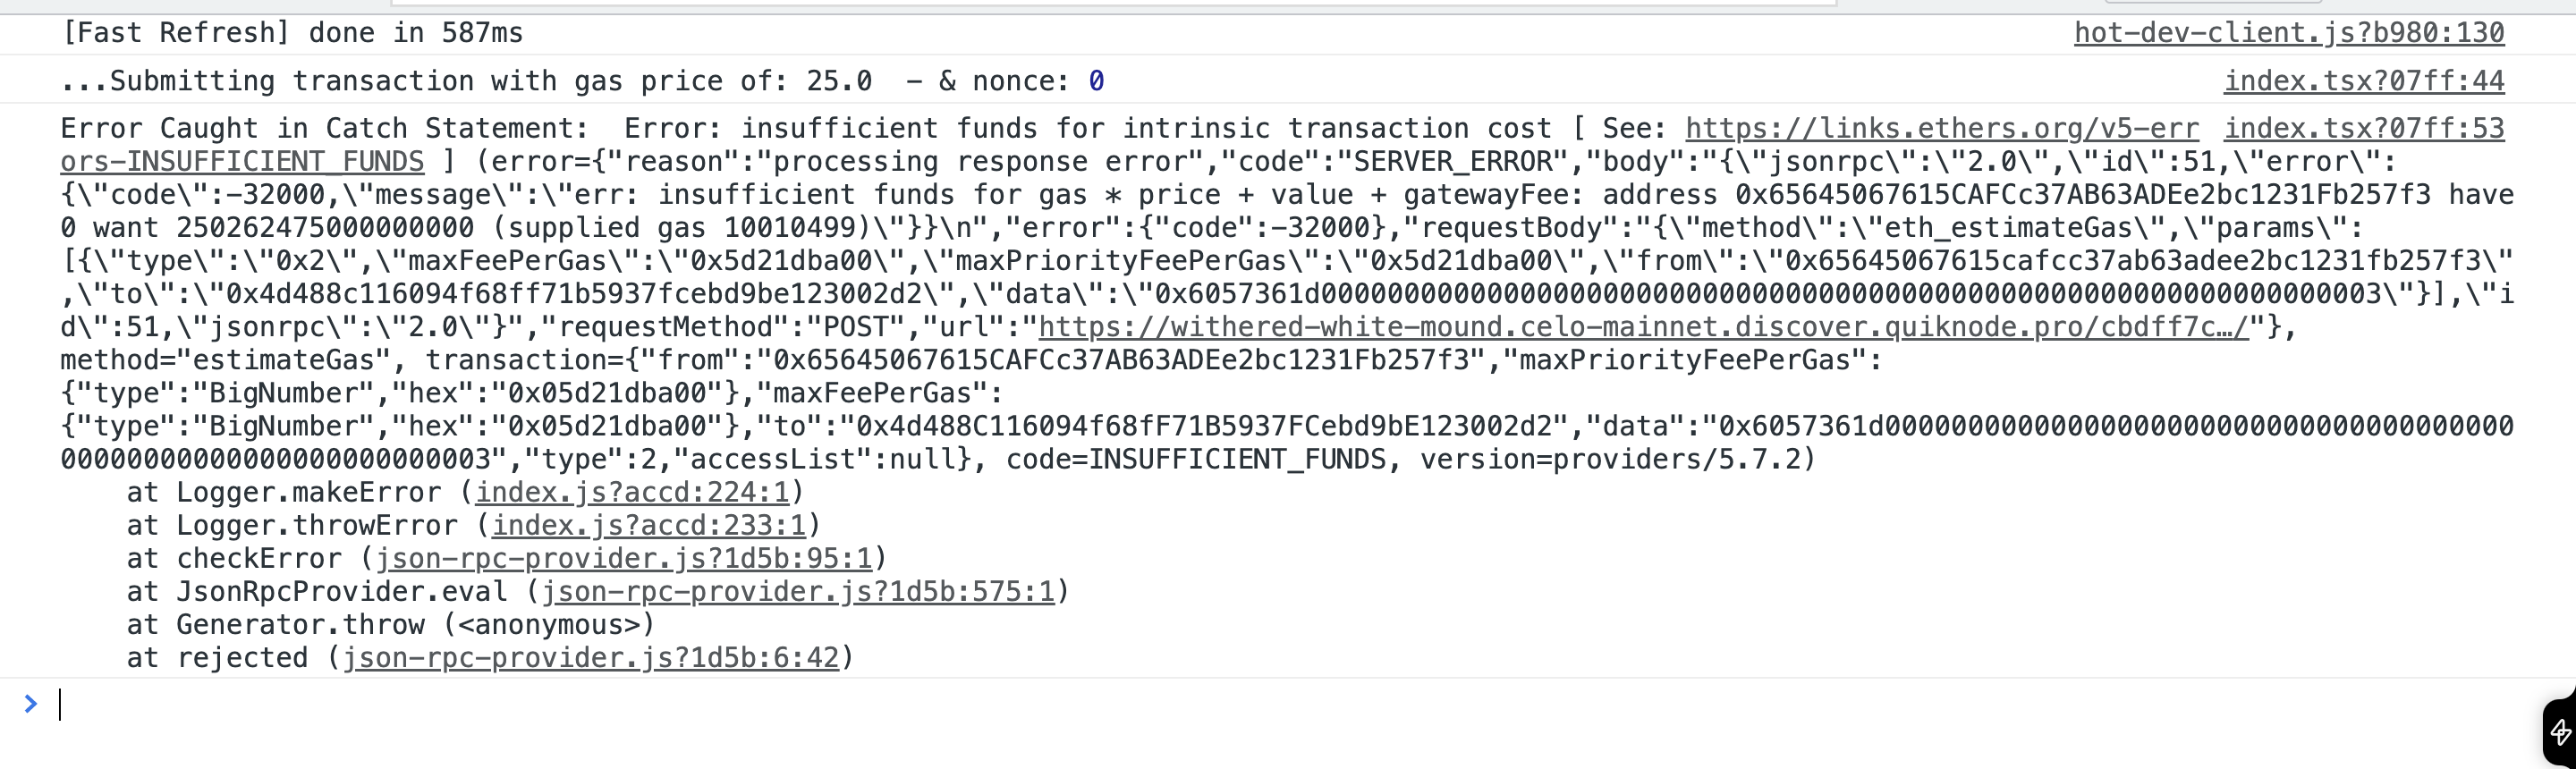 [Fast Refresh] done in 587ms hot-dev-client.js?b980:130
...Submitting transaction with gas price of: 25.0  - & nonce: 0 index.tsx?07ff:44
Error Caught in Catch Statement:  Error: insufficient funds for intrinsic transaction cost [ See: https://links.ethers.org/v5-err index.tsx?07ff:53
ors-INSUFFICIENT_FUNDS ] (error={"reason":"processing response error","code":"SERVER_ERROR","body":"{\"jsonrpc\":\"2.0\",\"id\":51,\"error\":
{\"code\":-32000,\"message\":\"err: insufficient funds for gas * price + value + gatewayFee: address 0x65645067615CAFCc37AB63ADEe2bc1231Fb257f3 have
0 want 250262475000000000 (supplied gas 10010499)\"}}\n","error":{"code":-32000},"requestBody":"{\"method\":\"eth_estimateGas\",\"params\":
[{\"type\":\"0x2\",\"maxFeePerGas\":\"0x5d21dba00\",\"maxPriorityFeePerGas\":\"0x5d21dba00\",\"from\":\"0x65645067615cafcc37ab63adee2bc1231fb257f3\"
,\"to\":\"0x4d488c116094f68ff71b5937fcebd9be123002d2\",\"data\":\"0x6057361d0000000000000000000000000000000000000000000000000000000000000003\"}],\"i
d\":51,\"jsonrpc\":\"2.0\"}","requestMethod":"POST","url":"https://withered-white-mound.celo-mainnet.discover.quiknode.pro/cbdff7c…/"},
method="estimateGas", transaction={"from":"0x65645067615CAFCc37AB63ADEe2bc1231Fb257f3","maxPriorityFeePerGas":
{"type":"BigNumber","hex":"0x05d21dba00"},"maxFeePerGas":
{"type":"BigNumber","hex":"0x05d21dba00"},"to":"0x4d488C116094f68fF71B5937FCebd9bE123002d2","data":"0x6057361d00000000000000000000000000000000000000
00000000000000000000000003","type":2,"accessList":null}, code=INSUFFICIENT_FUNDS, version=providers/5.7.2)
at Logger.makeError (index.js?accd:224:1)
at Logger.throwError (index.js?accd:233:1)
at checkError (json-rpc-provider.js?1d5b:95:1)
at JsonRpcProvider.eval (json-rpc-provider.js?1d5b:575:1)
at Generator.throw (<anonymous>)
at rejected (json-rpc-provider.js?1d5b:6:42)